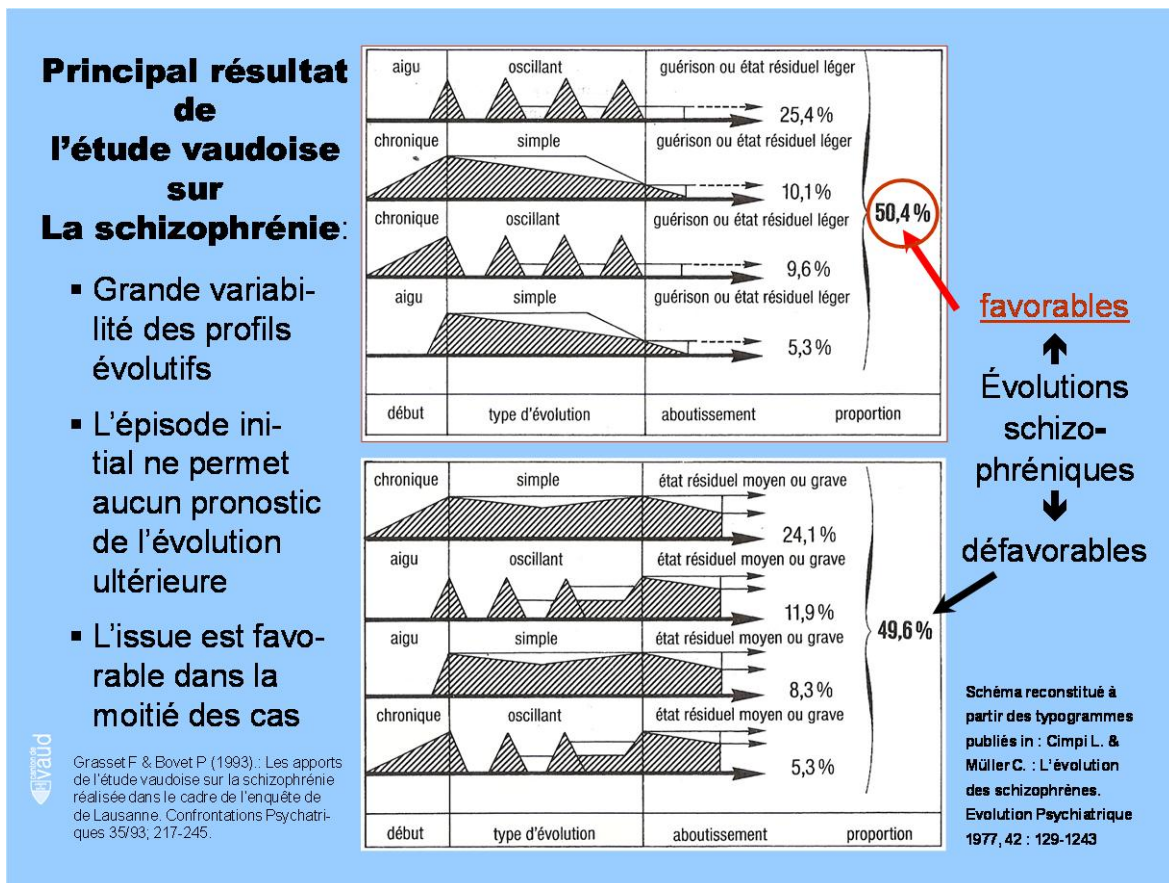 Principal résultat
de
l'étude vaudoise
sur
La schizophrénie:
▪ Grande variabi-
lité des profils
évolutifs
▪ L'épisode ini-
tial ne permet
aucun pronostic
de l'évolution
ultérieure
▪ L'issue est favo-
rable dans la
moitié des cas
canton de
vaud
Grasset F & Bovet P (1993).: Les apports
de l'étude vaudoise sur la schizophrénie
réalisée dans le cadre de l'enquête de
de Lausanne. Confrontations Psychatri-
ques 35/93; 217-245.
aigu oscillant guérison ou état résiduel léger
25,4 %
chronique simple guérison ou état résiduel léger
10,1 %
chronique oscillant guérison ou état résiduel léger
9,6 %
aigu simple guérison ou état résiduel léger
5,3 %
50,4 %
début type d'évolution aboutissement proportion
chronique simple état résiduel moyen ou grave
24,1 %
aigu oscillant état résiduel moyen ou grave
11,9 %
aigu simple état résiduel moyen ou grave
8,3 %
chronique oscillant état résiduel moyen ou grave
5,3 %
49,6 %
début type d'évolution aboutissement proportion
favorables
Évolutions
schizo-
phréniques
défavorables
Schéma reconstitué à
partir des typogrammes
publiés in : Cimpi L. &
Müller C. : L'évolution
des schizophrènes.
Evolution Psychiatrique
1977, 42 : 129-1243